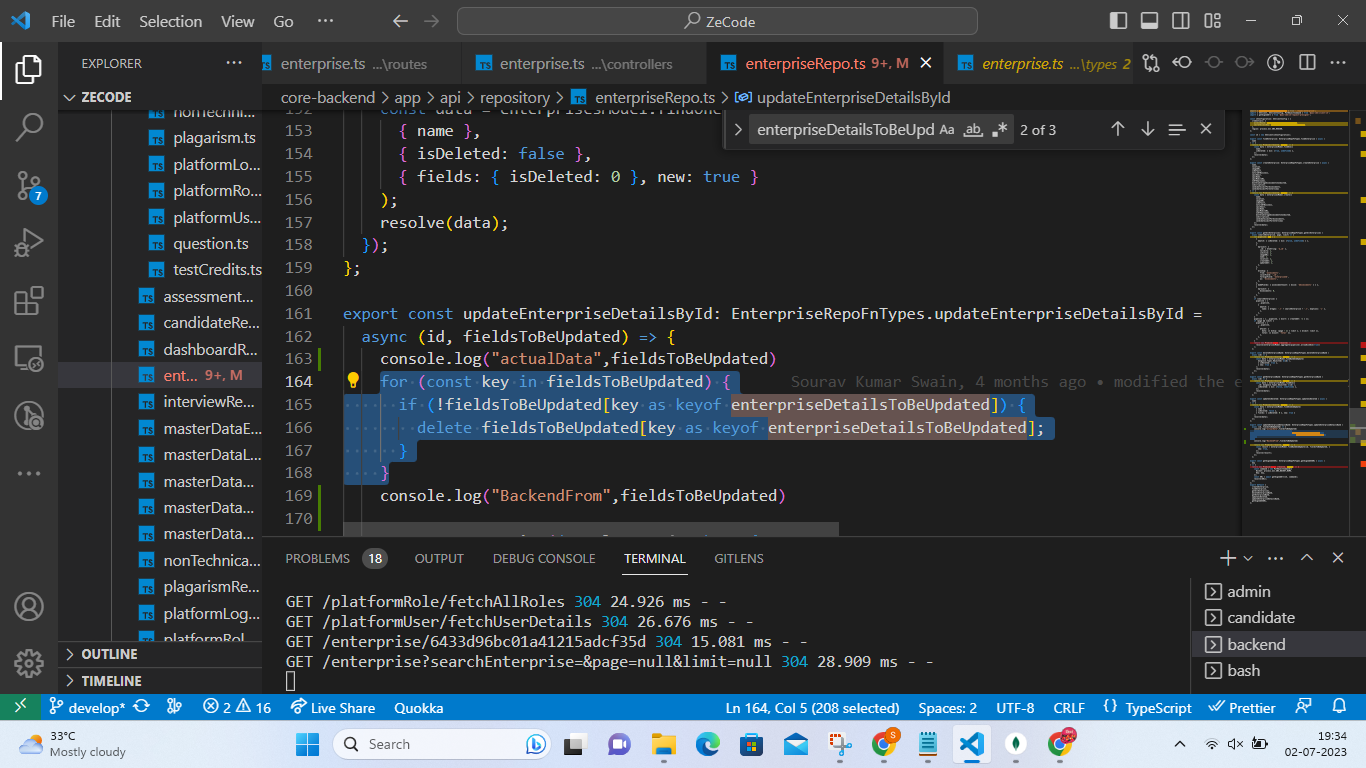 File Edit Selection View Go ··· ZeCode
EXPLORER
ZECODE
nonTechni...
plagarism.ts
platformLo...
platformRo...
platformUs...
question.ts
testCredits.ts
assessment...
candidateRe...
dashboardR...
ent... 9+, M
interviewRe...
masterDataE...
masterDataL...
masterData...
masterData...
masterData...
nonTechnica...
plagarismRe...
platformLog...
platformRol...
OUTLINE
TIMELINE
7
enterprise.ts ...\routes
enterprise.ts ...\controllers
enterpriseRepo.ts 9+, M
enterprise.ts ...\types 2
core-backend > app > api > repository > enterpriseRepo.ts > updateEnterpriseDetailsById
enterpriseDetailsToBeUpd Aa ab 2 of 3
152 const data = enterprisesModel.findOne
153 { name },
154 { isDeleted: false },
155 { fields: { isDeleted: 0 }, new: true }
156 );
157 resolve(data);
158 });
159 };
160
161 export const updateEnterpriseDetailsById: EnterpriseRepoFnTypes.updateEnterpriseDetailsById =
162 async (id, fieldsToBeUpdated) => {
163 console.log("actualData",fieldsToBeUpdated)
164 for (const key in fieldsToBeUpdated) { Sourav Kumar Swain, 4 months ago • modified the e
165 if (!fieldsToBeUpdated[key as keyof enterpriseDetailsToBeUpdated]) {
166 delete fieldsToBeUpdated[key as keyof enterpriseDetailsToBeUpdated];
167 }
168 }
169 console.log("BackendFrom",fieldsToBeUpdated)
170
PROBLEMS 18 OUTPUT DEBUG CONSOLE TERMINAL GITLENS
GET /platformRole/fetchAllRoles 304 24.926 ms - -
GET /platformUser/fetchUserDetails 304 26.676 ms - -
GET /enterprise/6433d96bc01a41215adcf35d 304 15.081 ms - -
GET /enterprise?searchEnterprise=&page=null&limit=null 304 28.909 ms - -
admin
candidate
backend
bash
develop* 2 16 Live Share Quokka Ln 164, Col 5 (208 selected) Spaces: 2 UTF-8 CRLF {} TypeScript Prettier
33°C
Mostly cloudy
Search
19:34
02-07-2023